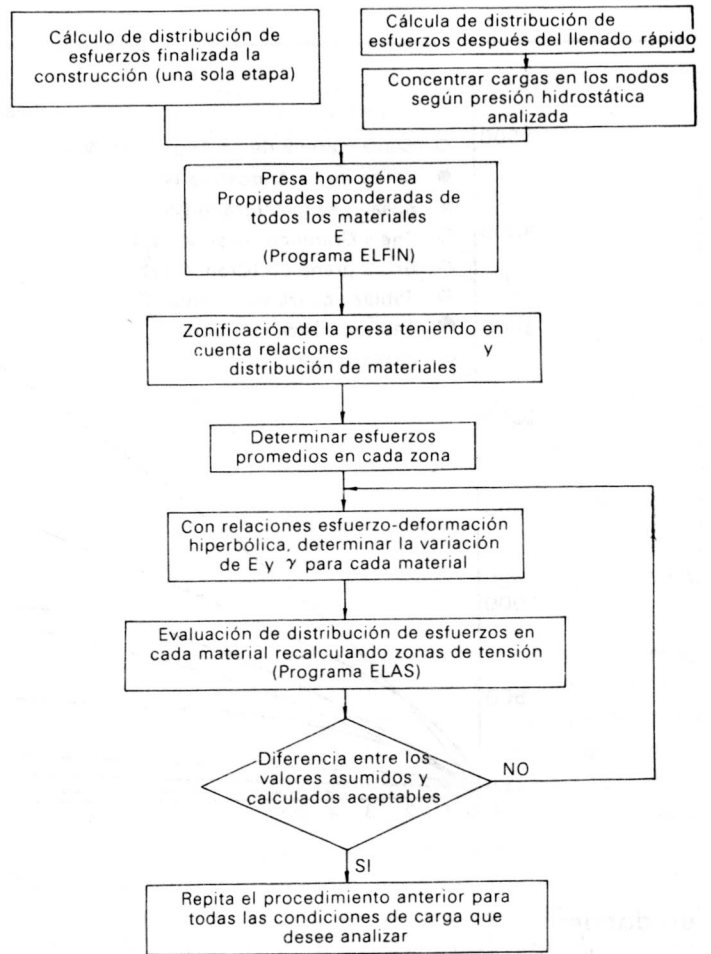 Cálculo de distribución de
esfuerzos finalizada la
construcción (una sola etapa)
Cálcula de distribución de
esfuerzos después del llenado rápido
Concentrar cargas en los nodos
según presión hidrostática
analizada
Presa homogénea
Propiedades ponderadas de
todos los materiales
E
(Programa ELFIN)
Zonificación de la presa teniendo en
cuenta relaciones y
distribución de materiales
Determinar esfuerzos
promedios en cada zona
Con relaciones esfuerzo-deformación
hiperbólica, determinar la variación
de E y γ para cada material
Evaluación de distribución de esfuerzos en
cada material recalculando zonas de tensión
(Programa ELAS)
Diferencia entre los
valores asumidos y
calculados aceptables
NO
SI
Repita el procedimiento anterior para
todas las condiciones de carga que
desee analizar